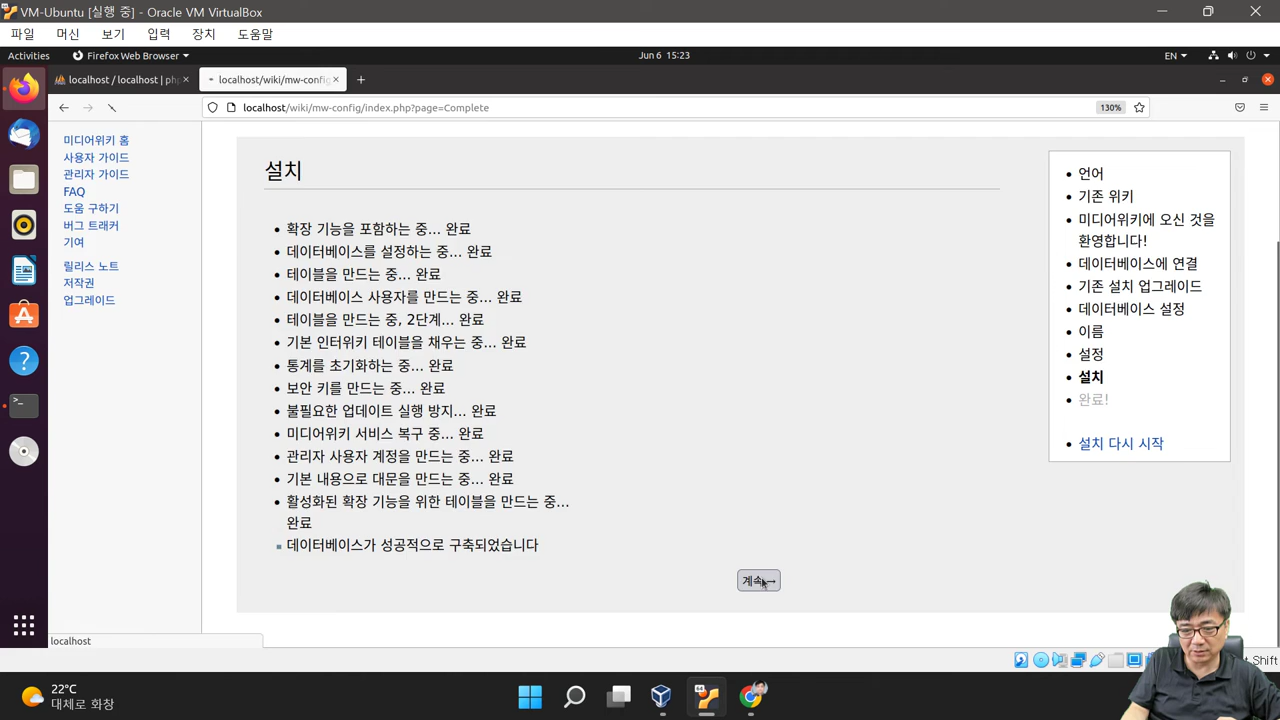 VM-Ubuntu [실행 중] - Oracle VM VirtualBox
파일 머신 보기 입력 장치 도움말
Activities Firefox Web Browser Jun 6 15:23 EN
localhost / localhost | ph localhost/wiki/mw-config
localhost/wiki/mw-config/index.php?page=Complete 130%
미디어위키 홈
사용자 가이드
관리자 가이드
FAQ
도움 구하기
버그 트래커
기여
릴리스 노트
저작권
업그레이드
설치
확장 기능을 포함하는 중... 완료
데이터베이스를 설정하는 중... 완료
테이블을 만드는 중... 완료
데이터베이스 사용자를 만드는 중... 완료
테이블을 만드는 중, 2단계... 완료
기본 인터위키 테이블을 채우는 중... 완료
통계를 초기화하는 중... 완료
보안 키를 만드는 중... 완료
불필요한 업데이트 실행 방지... 완료
미디어위키 서비스 복구 중... 완료
관리자 사용자 계정을 만드는 중... 완료
기본 내용으로 대문을 만드는 중... 완료
활성화된 확장 기능을 위한 테이블을 만드는 중...
완료
데이터베이스가 성공적으로 구축되었습니다
계속→
언어
기존 위키
미디어위키에 오신 것을
환영합니다!
데이터베이스에 연결
기존 설치 업그레이드
데이터베이스 설정
이름
설정
설치
완료!
설치 다시 시작
localhost
Shift
22°C
대체로 화창